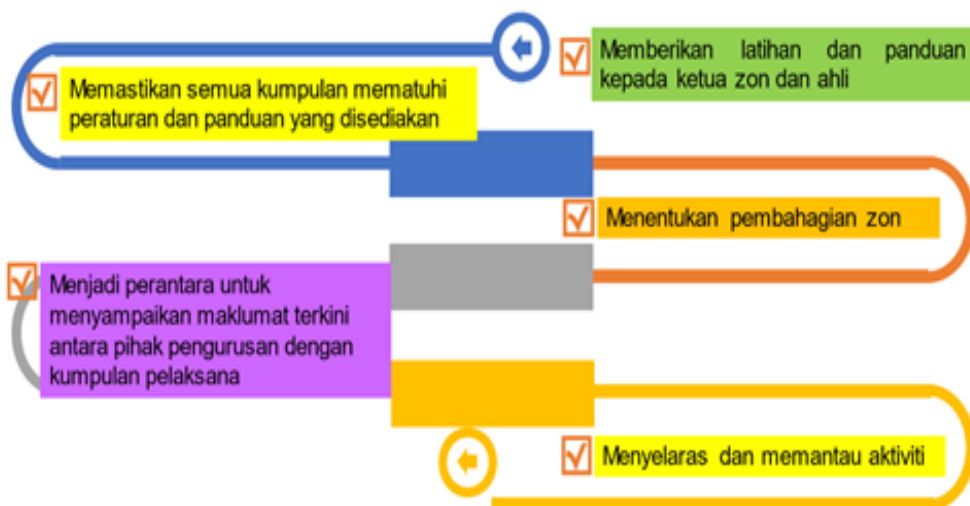 Memberikan latihan dan panduan
kepada ketua zon dan ahli
Memastikan semua kumpulan mematuhi
peraturan dan panduan yang disediakan
Menentukan pembahagian zon
Menjadi perantara untuk
menyampaikan maklumat terkini
antara pihak pengurusan dengan
kumpulan pelaksana
Menyelaras dan memantau aktiviti